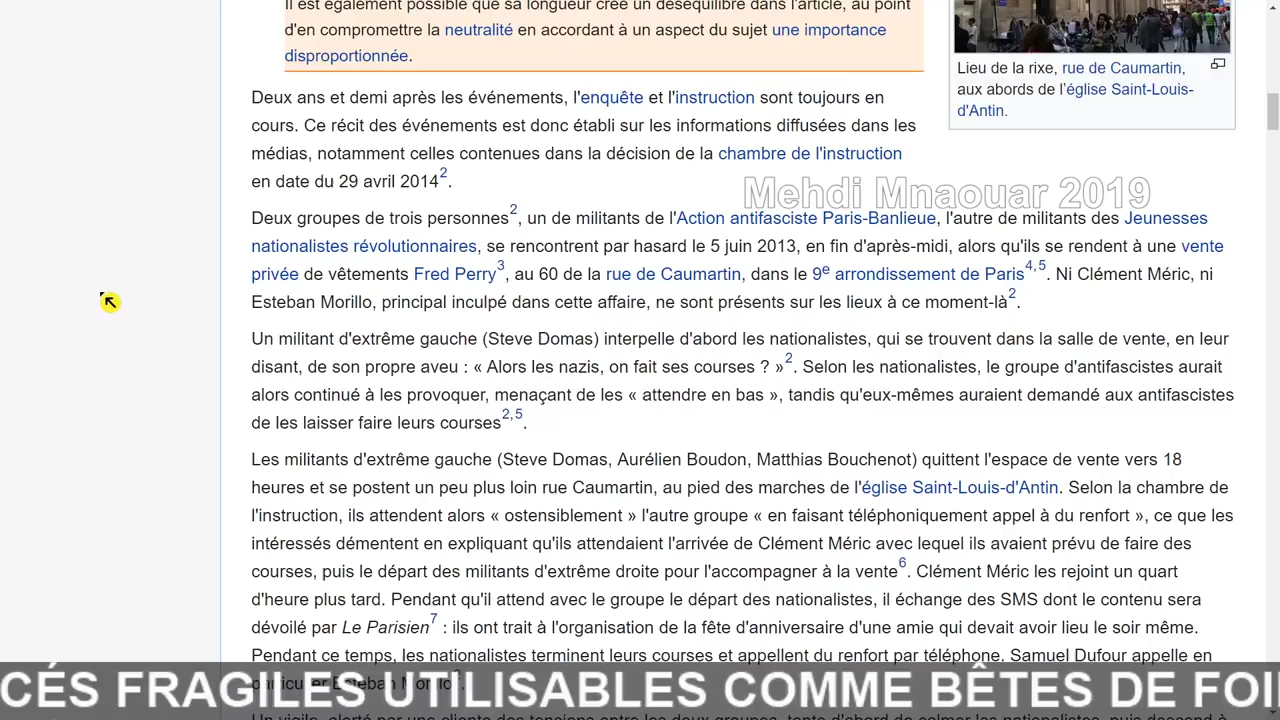 Il est également possible que sa longueur crée un déséquilibre dans l'article, au point
d'en compromettre la neutralité en accordant à un aspect du sujet une importance
disproportionnée.
Lieu de la rixe, rue de Caumartin,
aux abords de l'église Saint-Louis-
d'Antin.
Deux ans et demi après les événements, l'enquête et l'instruction sont toujours en
cours. Ce récit des événements est donc établi sur les informations diffusées dans les
médias, notamment celles contenues dans la décision de la chambre de l'instruction
en date du 29 avril 2014².
Mehdi Mnaouar 2019
Deux groupes de trois personnes², un de militants de l'Action antifasciste Paris-Banlieue, l'autre de militants des Jeunesses
nationalistes révolutionnaires, se rencontrent par hasard le 5 juin 2013, en fin d'après-midi, alors qu'ils se rendent à une vente
privée de vêtements Fred Perry³, au 60 de la rue de Caumartin, dans le 9ᵉ arrondissement de Paris⁴,⁵. Ni Clément Méric, ni
Esteban Morillo, principal inculpé dans cette affaire, ne sont présents sur les lieux à ce moment-là².
Un militant d'extrême gauche (Steve Domas) interpelle d'abord les nationalistes, qui se trouvent dans la salle de vente, en leur
disant, de son propre aveu : « Alors les nazis, on fait ses courses ? »². Selon les nationalistes, le groupe d'antifascistes aurait
alors continué à les provoquer, menaçant de les « attendre en bas », tandis qu'eux-mêmes auraient demandé aux antifascistes
de les laisser faire leurs courses²,⁵.
Les militants d'extrême gauche (Steve Domas, Aurélien Boudon, Matthias Bouchenot) quittent l'espace de vente vers 18
heures et se postent un peu plus loin rue Caumartin, au pied des marches de l'église Saint-Louis-d'Antin. Selon la chambre de
l'instruction, ils attendent alors « ostensiblement » l'autre groupe « en faisant téléphoniquement appel à du renfort », ce que les
intéressés démentent en expliquant qu'ils attendaient l'arrivée de Clément Méric avec lequel ils avaient prévu de faire des
courses, puis le départ des militants d'extrême droite pour l'accompagner à la vente⁶. Clément Méric les rejoint un quart
d'heure plus tard. Pendant qu'il attend avec le groupe le départ des nationalistes, il échange des SMS dont le contenu sera
dévoilé par Le Parisien⁷ : ils ont trait à l'organisation de la fête d'anniversaire d'une amie qui devait avoir lieu le soir même.
Pendant ce temps, les nationalistes terminent leurs courses et appellent du renfort par téléphone. Samuel Dufour appelle en
particulier Esteban Morillo
CÉS FRAGILES UTILISABLES COMME BÊTES DE FOI